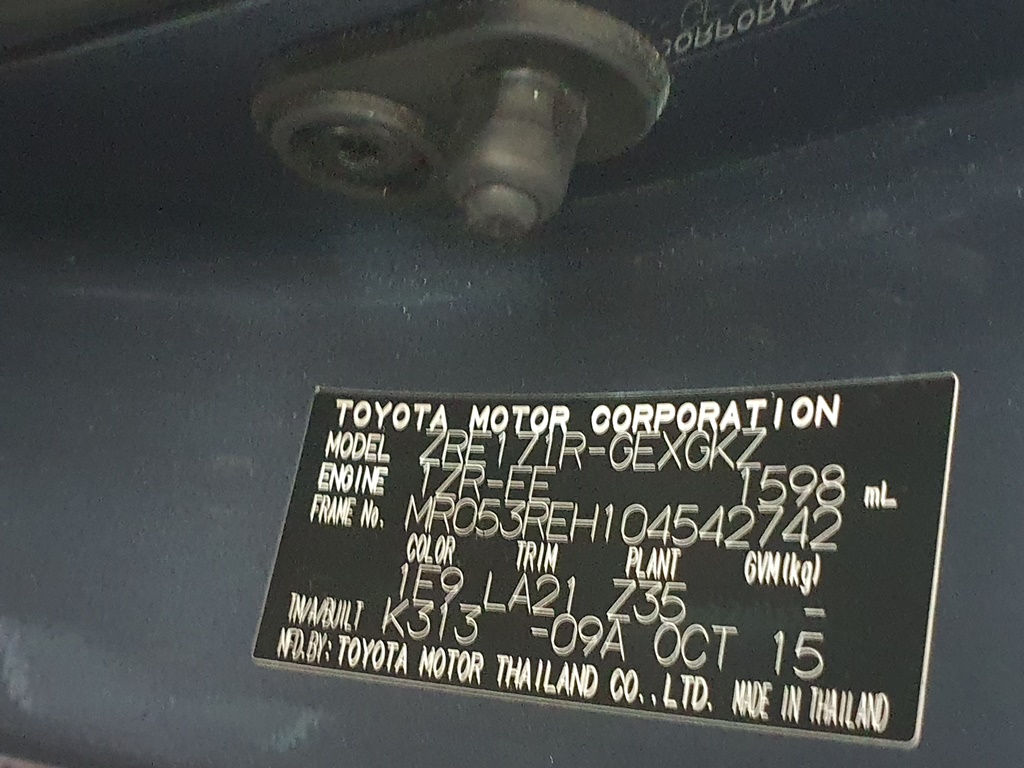 TOYOTA MOTOR CORPORATION
MODEL ZRE171R-GEXGKZ
ENGINE 1ZR-FE 1598 mL
FRAME No. MR053REH104542742
COLOR TRIM PLANT GVM(kg)
1E9 LA21 Z35 -
TM/A/BUILT K313 -09A OCT 15
MFD.BY: TOYOTA MOTOR THAILAND CO.,LTD. MADE IN THAILAND